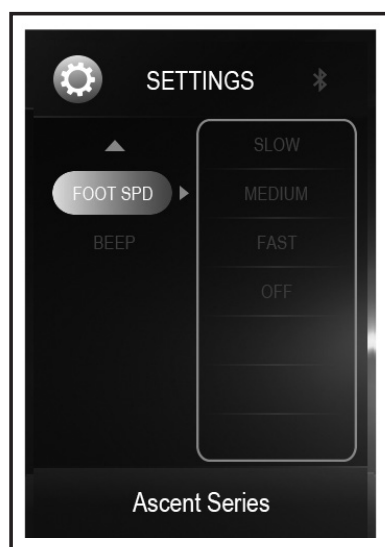 SETTINGS
SLOW
FOOT SPD MEDIUM
BEEP FAST
OFF
Ascent Series